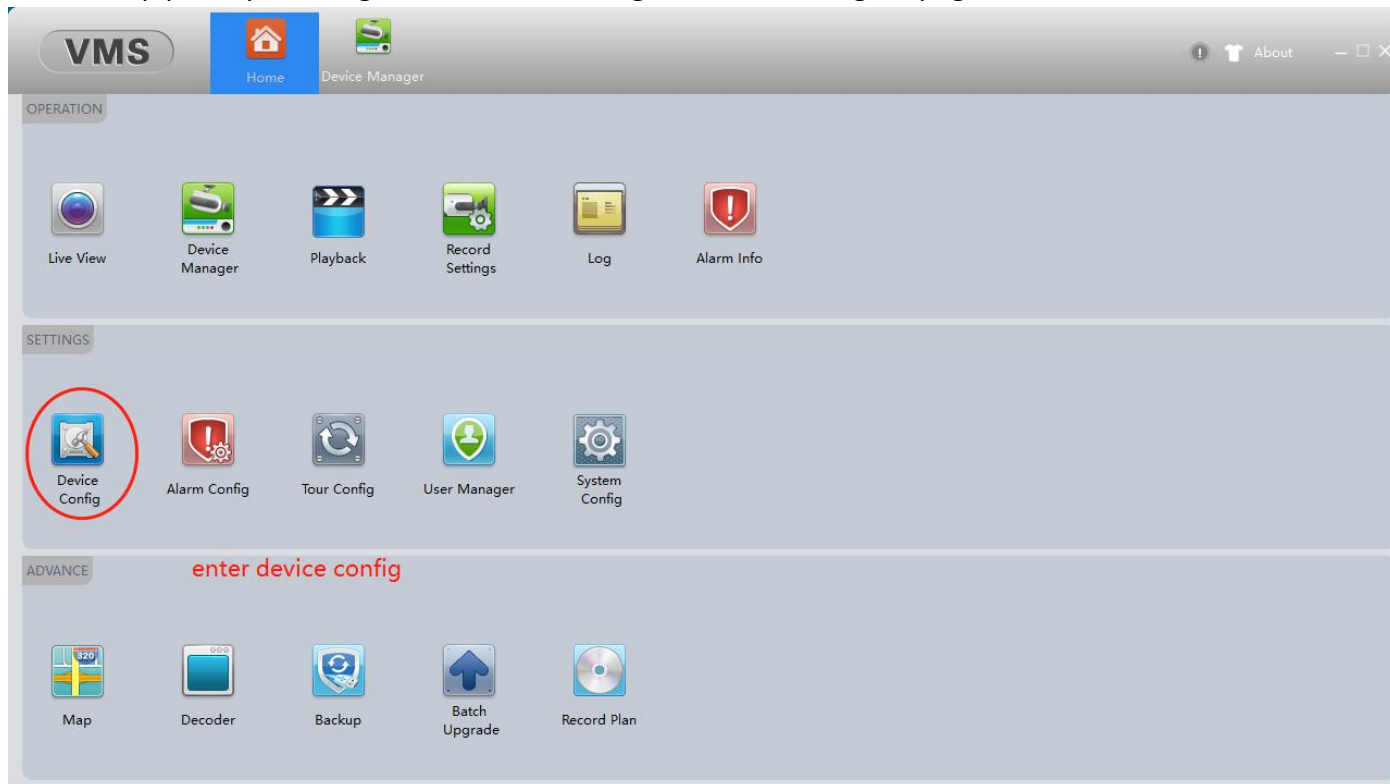 VMS
Home
Device Manager
About
OPERATION
Live View
Device
Manager
Playback
Record
Settings
Log
Alarm Info
SETTINGS
Device
Config
Alarm Config
Tour Config
User Manager
System
Config
ADVANCE
enter device config
320
Map
Decoder
Backup
Batch
Upgrade
Record Plan